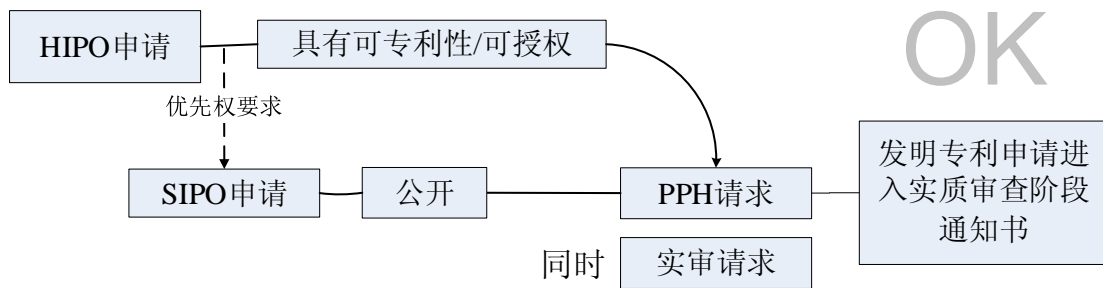 HIPO申请
具有可专利性/可授权
OK
优先权要求
SIPO申请
公开
PPH请求
发明专利申请进
入实质审查阶段
通知书
同时
实审请求